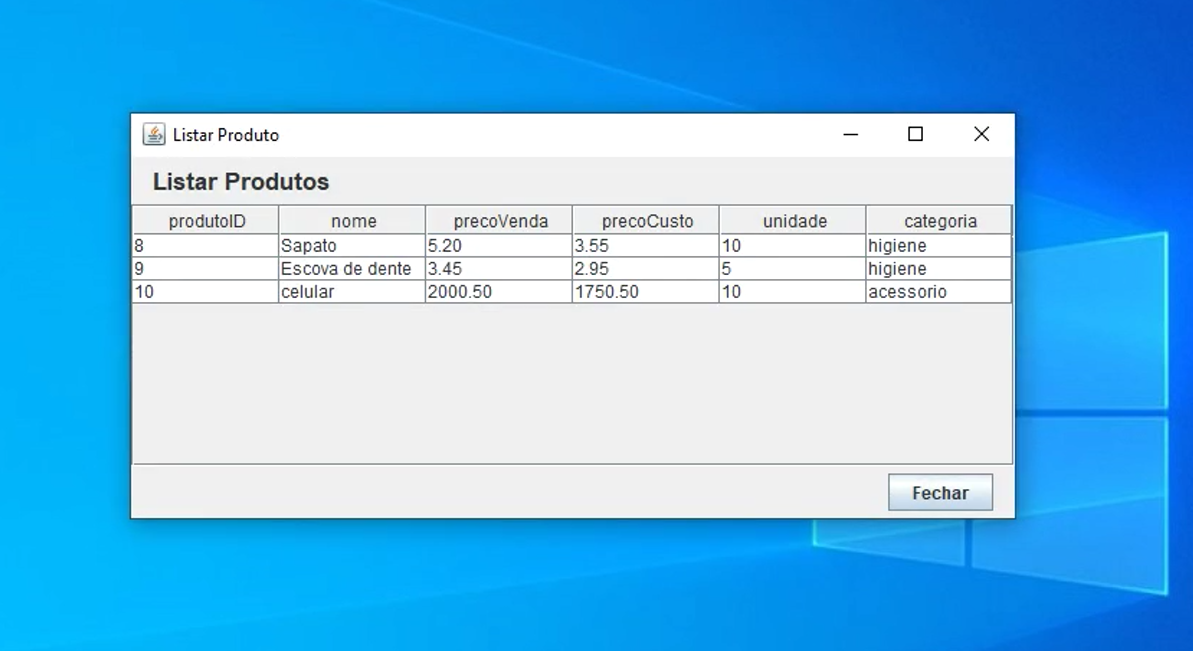 Listar Produto
Listar Produtos
produtoID nome precoVenda precoCusto unidade categoria
8 Sapato 5.20 3.55 10 higiene
9 Escova de dente 3.45 2.95 5 higiene
10 celular 2000.50 1750.50 10 acessorio
Fechar